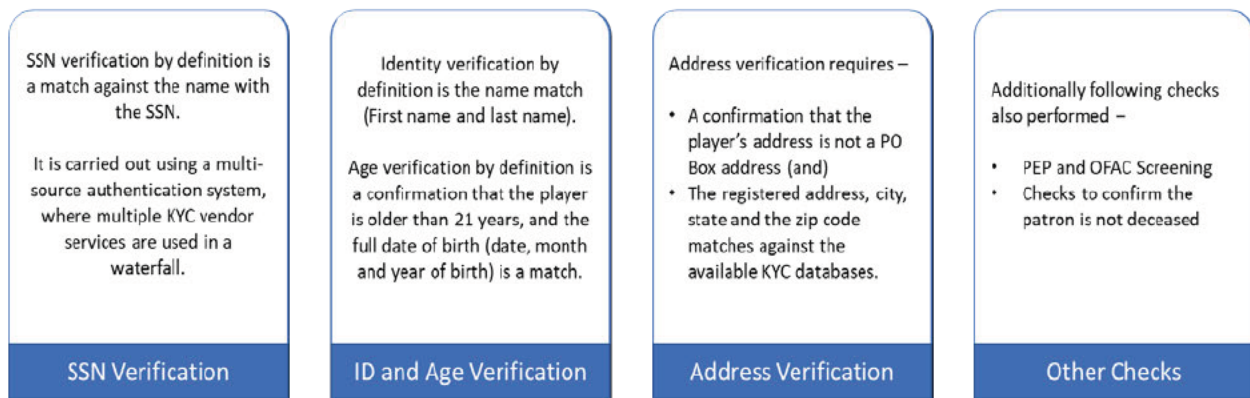 SSN verification by definition is
a match against the name with
the SSN.
It is carried out using a multi-
source authentication system,
where multiple KYC vendor
services are used in a
waterfall.
SSN Verification
Identity verification by
definition is the name match
(First name and last name).
Age verification by definition is
a confirmation that the player
is older than 21 years, and the
full date of birth (date, month
and year of birth) is a match.
ID and Age Verification
Address verification requires –
• A confirmation that the
player's address is not a PO
Box address (and)
• The registered address, city,
state and the zip code
matches against the
available KYC databases.
Address Verification
Additionally following checks
also performed –
• PEP and OFAC Screening
• Checks to confirm the
patron is not deceased
Other Checks